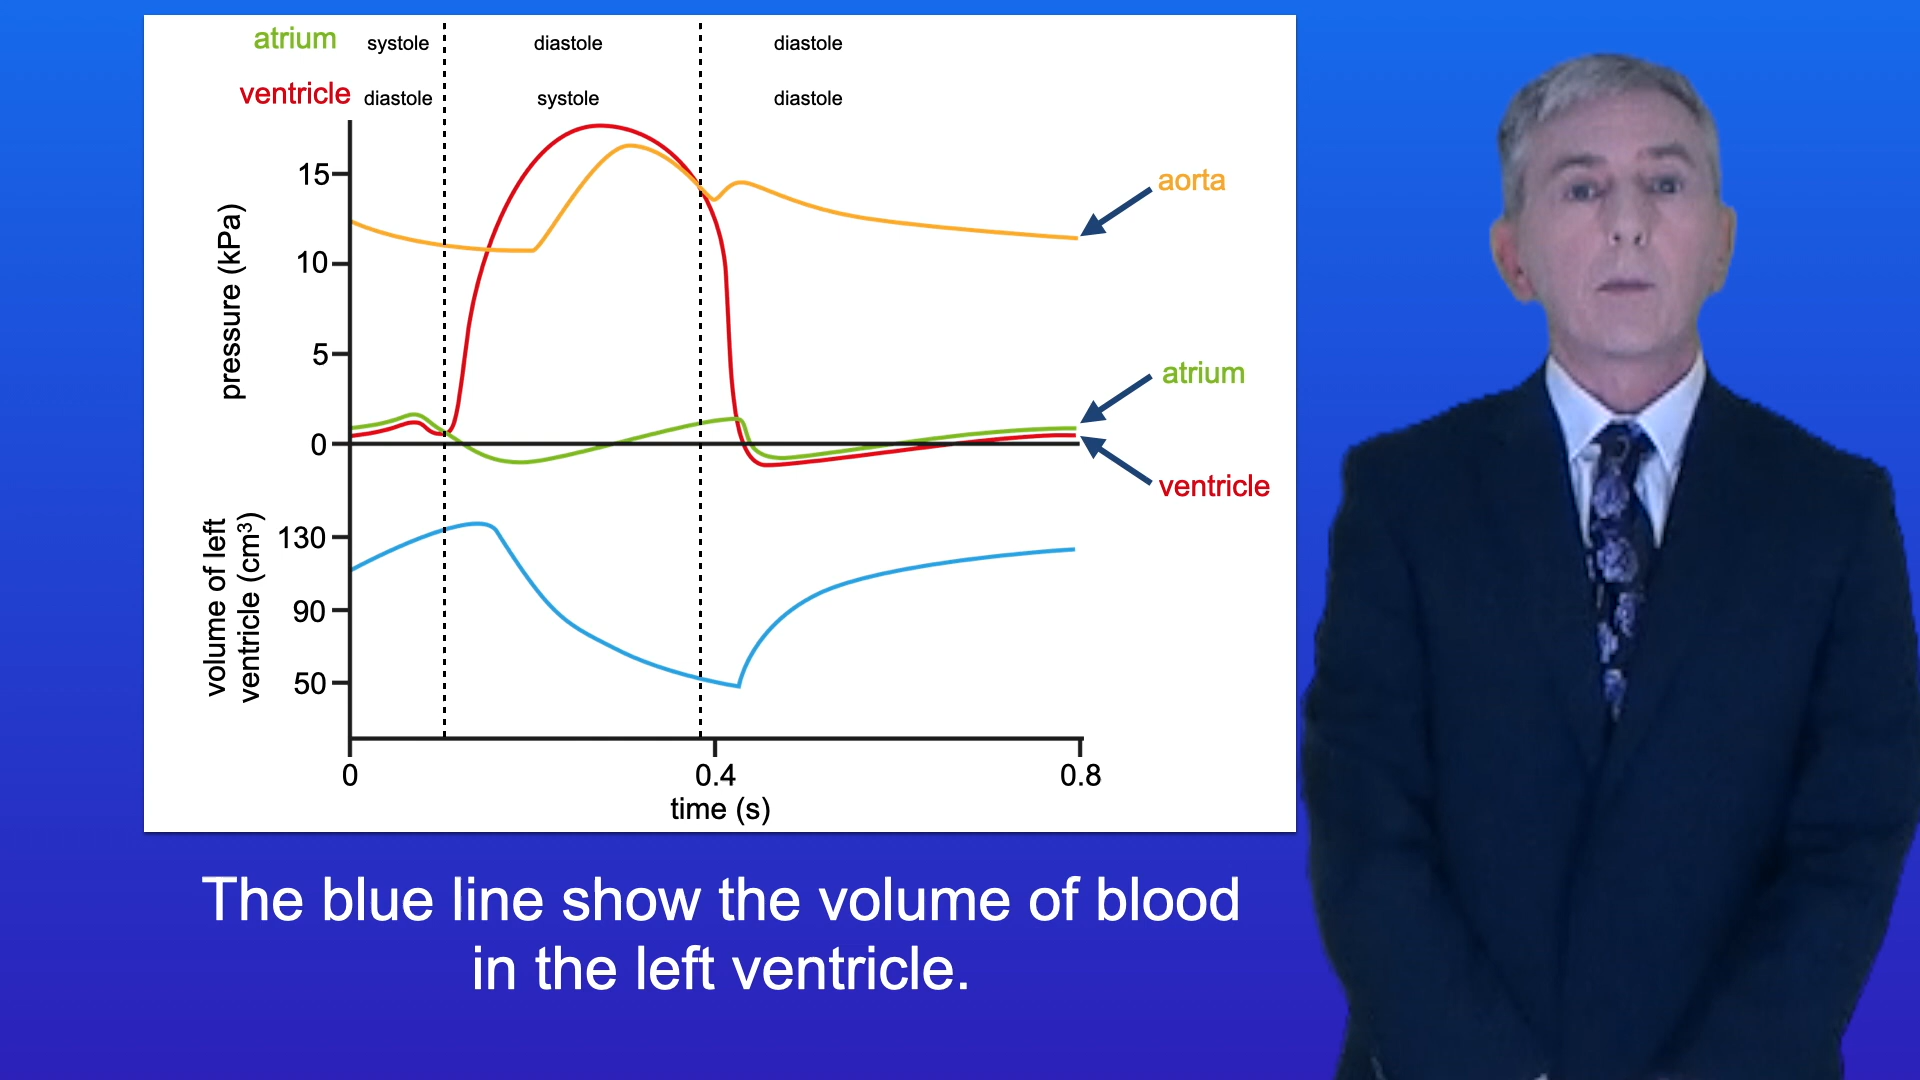 atrium systole diastole diastole
ventricle diastole systole diastole
pressure (kPa)
15
10
5
0
aorta
atrium
ventricle
volume of left
ventricle (cm³)
130
90
50
0 0.4 0.8
time (s)
The blue line show the volume of blood
in the left ventricle.